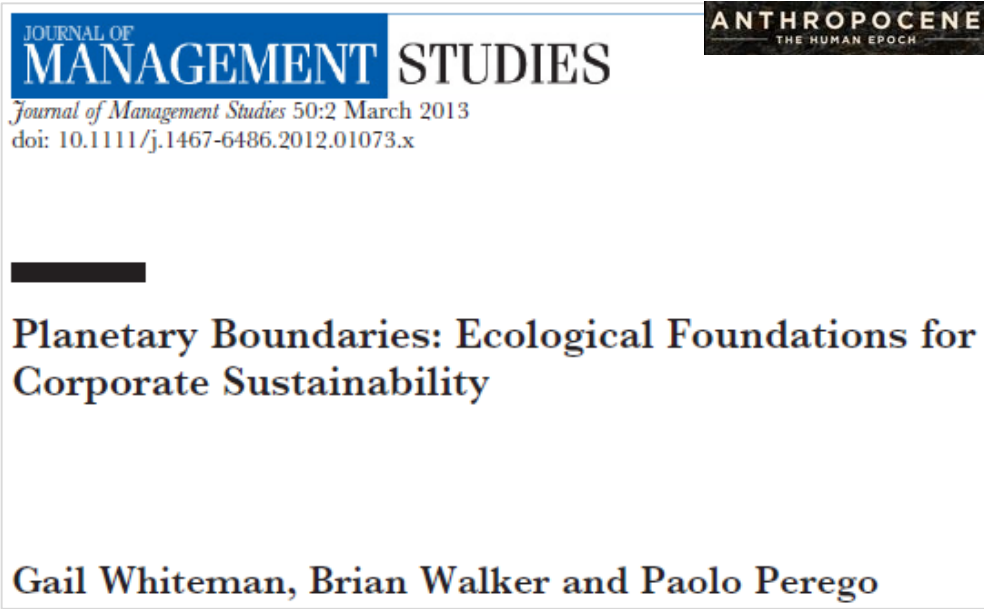 JOURNAL OF
MANAGEMENT STUDIES
ANTHROPOCENE
THE HUMAN EPOCH
Journal of Management Studies 50:2 March 2013
doi: 10.1111/j.1467-6486.2012.01073.x
Planetary Boundaries: Ecological Foundations for
Corporate Sustainability
Gail Whiteman, Brian Walker and Paolo Perego